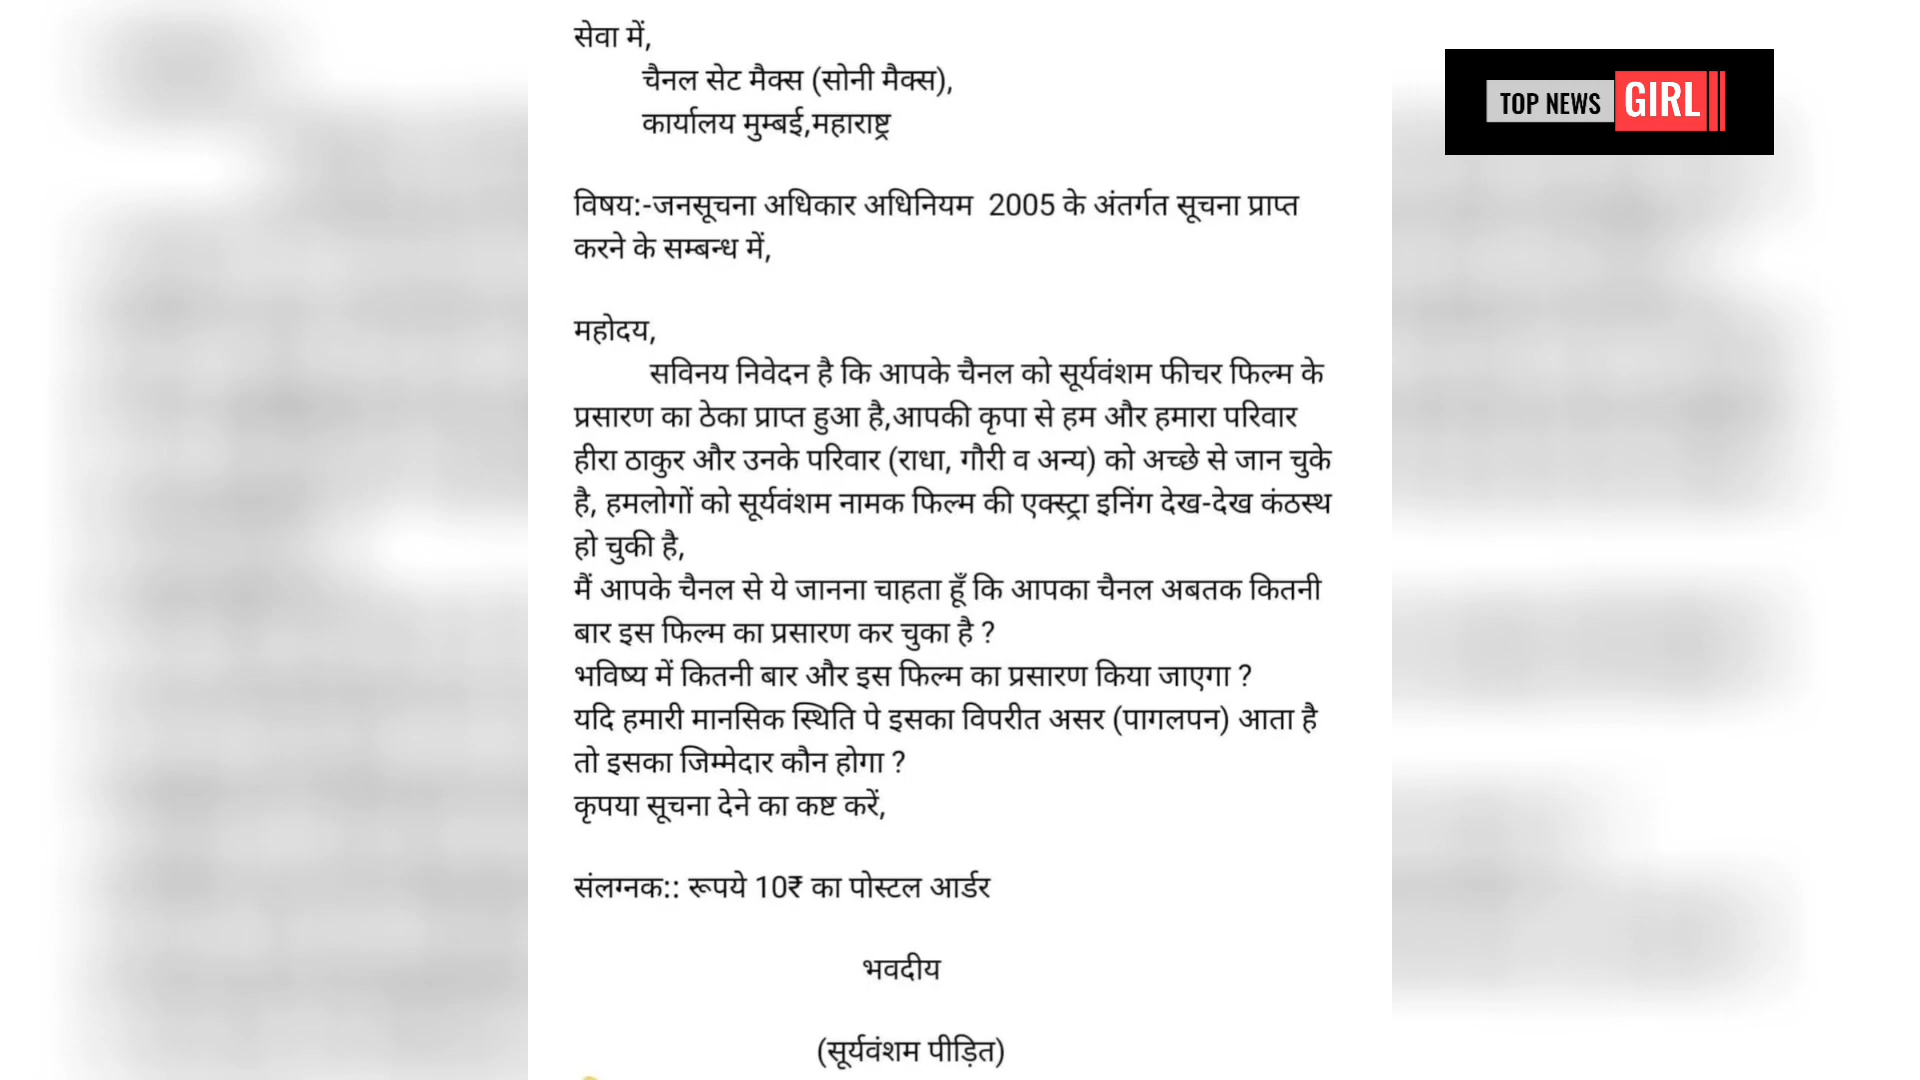 सेवा में,
चैनल सेट मैक्स (सोनी मैक्स),
कार्यालय मुम्बई,महाराष्ट्र
TOP NEWS GIRL
विषय:-जनसूचना अधिकार अधिनियम 2005 के अंतर्गत सूचना प्राप्त
करने के सम्बन्ध में,
महोदय,
सविनय निवेदन है कि आपके चैनल को सूर्यवंशम फीचर फिल्म के
प्रसारण का ठेका प्राप्त हुआ है,आपकी कृपा से हम और हमारा परिवार
हीरा ठाकुर और उनके परिवार (राधा, गौरी व अन्य) को अच्छे से जान चुके
है, हमलोगों को सूर्यवंशम नामक फिल्म की एक्स्ट्रा इनिंग देख-देख कंठस्थ
हो चुकी है,
मैं आपके चैनल से ये जानना चाहता हूँ कि आपका चैनल अबतक कितनी
बार इस फिल्म का प्रसारण कर चुका है ?
भविष्य में कितनी बार और इस फिल्म का प्रसारण किया जाएगा ?
यदि हमारी मानसिक स्थिति पे इसका विपरीत असर (पागलपन) आता है
तो इसका जिम्मेदार कौन होगा ?
कृपया सूचना देने का कष्ट करें,
संलग्नक:: रूपये 10₹ का पोस्टल आर्डर
भवदीय
(सूर्यवंशम पीड़ित)